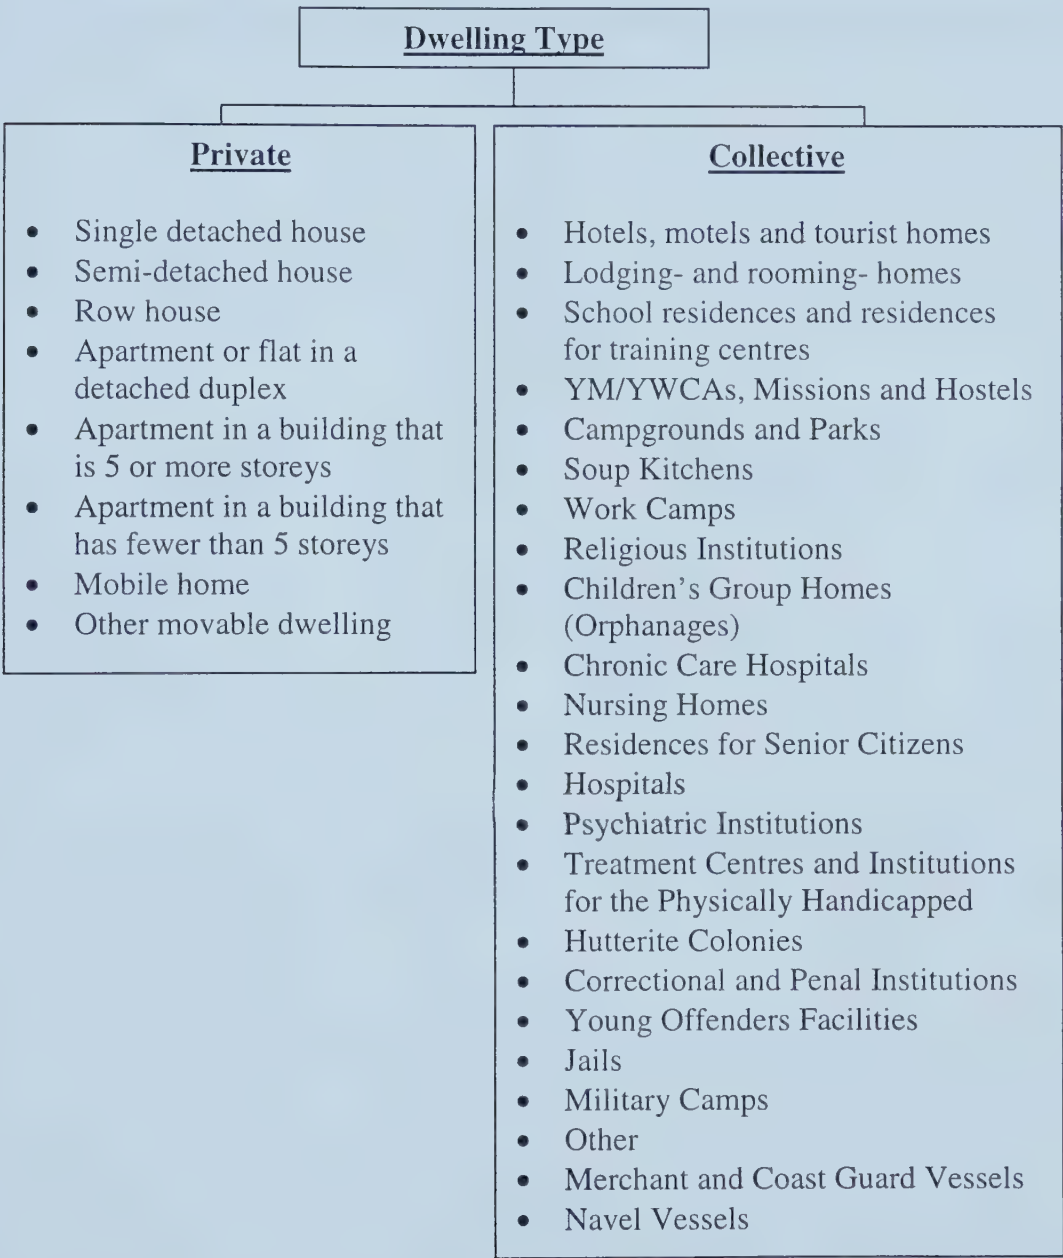 Dwelling Type
Private
• Single detached house
• Semi-detached house
• Row house
• Apartment or flat in a
detached duplex
• Apartment in a building that
is 5 or more storeys
• Apartment in a building that
has fewer than 5 storeys
• Mobile home
• Other movable dwelling
Collective
• Hotels, motels and tourist homes
• Lodging- and rooming- homes
• School residences and residences
for training centres
• YM/YWCAs, Missions and Hostels
• Campgrounds and Parks
• Soup Kitchens
• Work Camps
• Religious Institutions
• Children's Group Homes
(Orphanages)
• Chronic Care Hospitals
• Nursing Homes
• Residences for Senior Citizens
• Hospitals
• Psychiatric Institutions
• Treatment Centres and Institutions
for the Physically Handicapped
• Hutterite Colonies
• Correctional and Penal Institutions
• Young Offenders Facilities
• Jails
• Military Camps
• Other
• Merchant and Coast Guard Vessels
• Navel Vessels